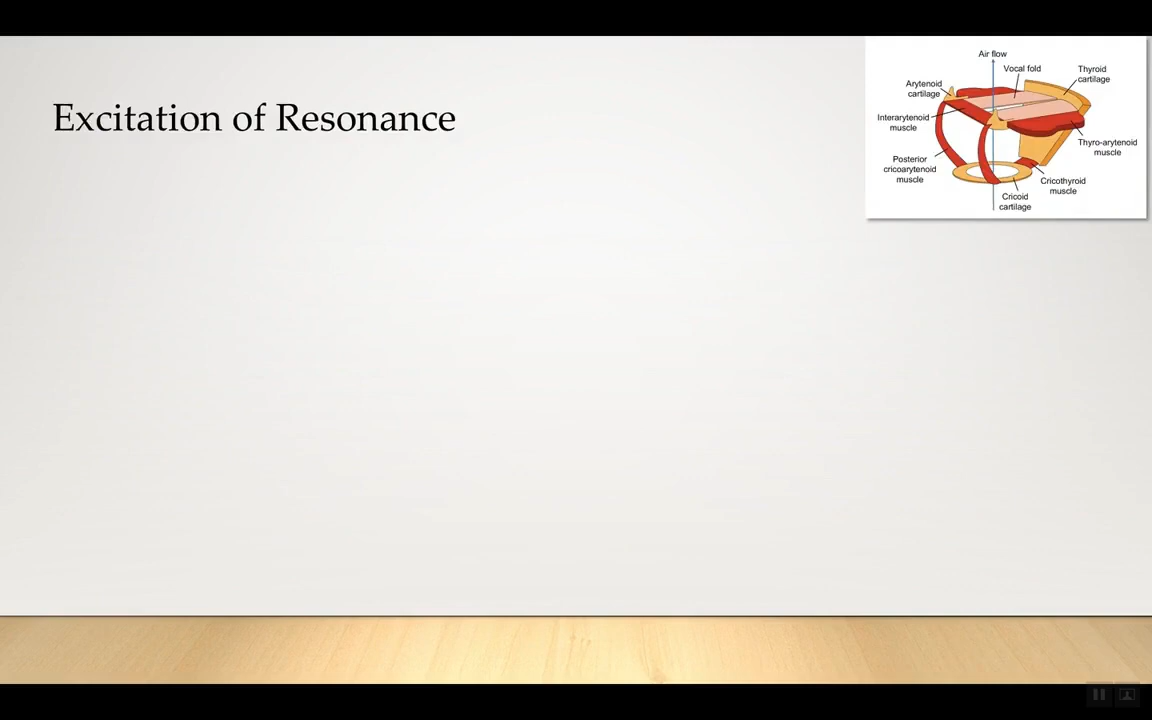 Excitation of Resonance
Air flow
Vocal fold
Thyroid
cartilage
Arytenoid
cartilage
Interarytenoid
muscle
Thyro-arytenoid
muscle
Posterior
cricoarytenoid
muscle
Cricothyroid
muscle
Cricoid
cartilage